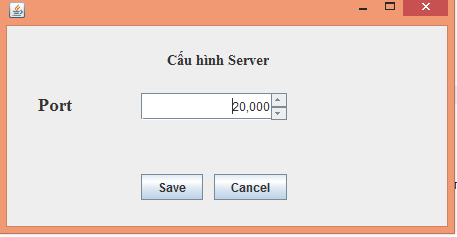 Cấu hình Server
Port 20,000
Save Cancel